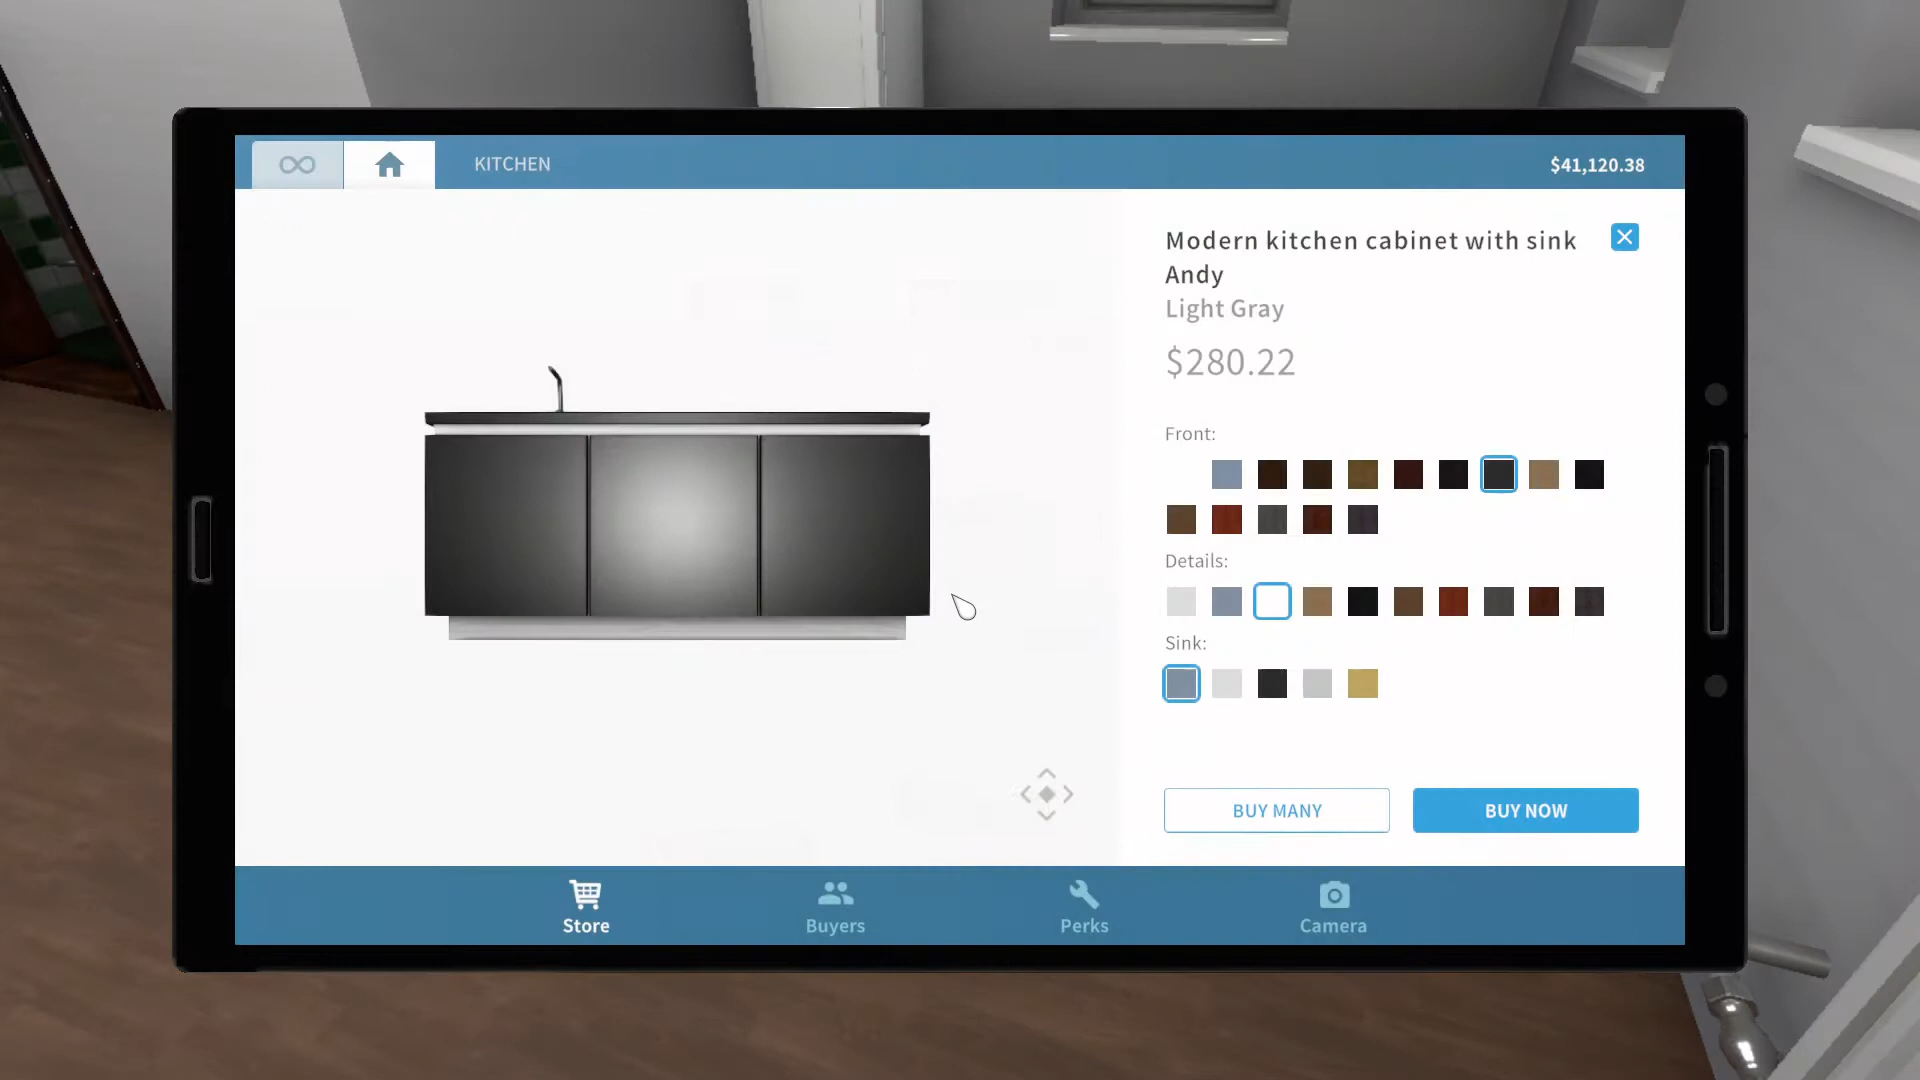 KITCHEN
$41,120.38
Modern kitchen cabinet with sink
Andy
Light Gray
$280.22
Front:
Details:
Sink:
BUY MANY
BUY NOW
Store
Buyers
Perks
Camera